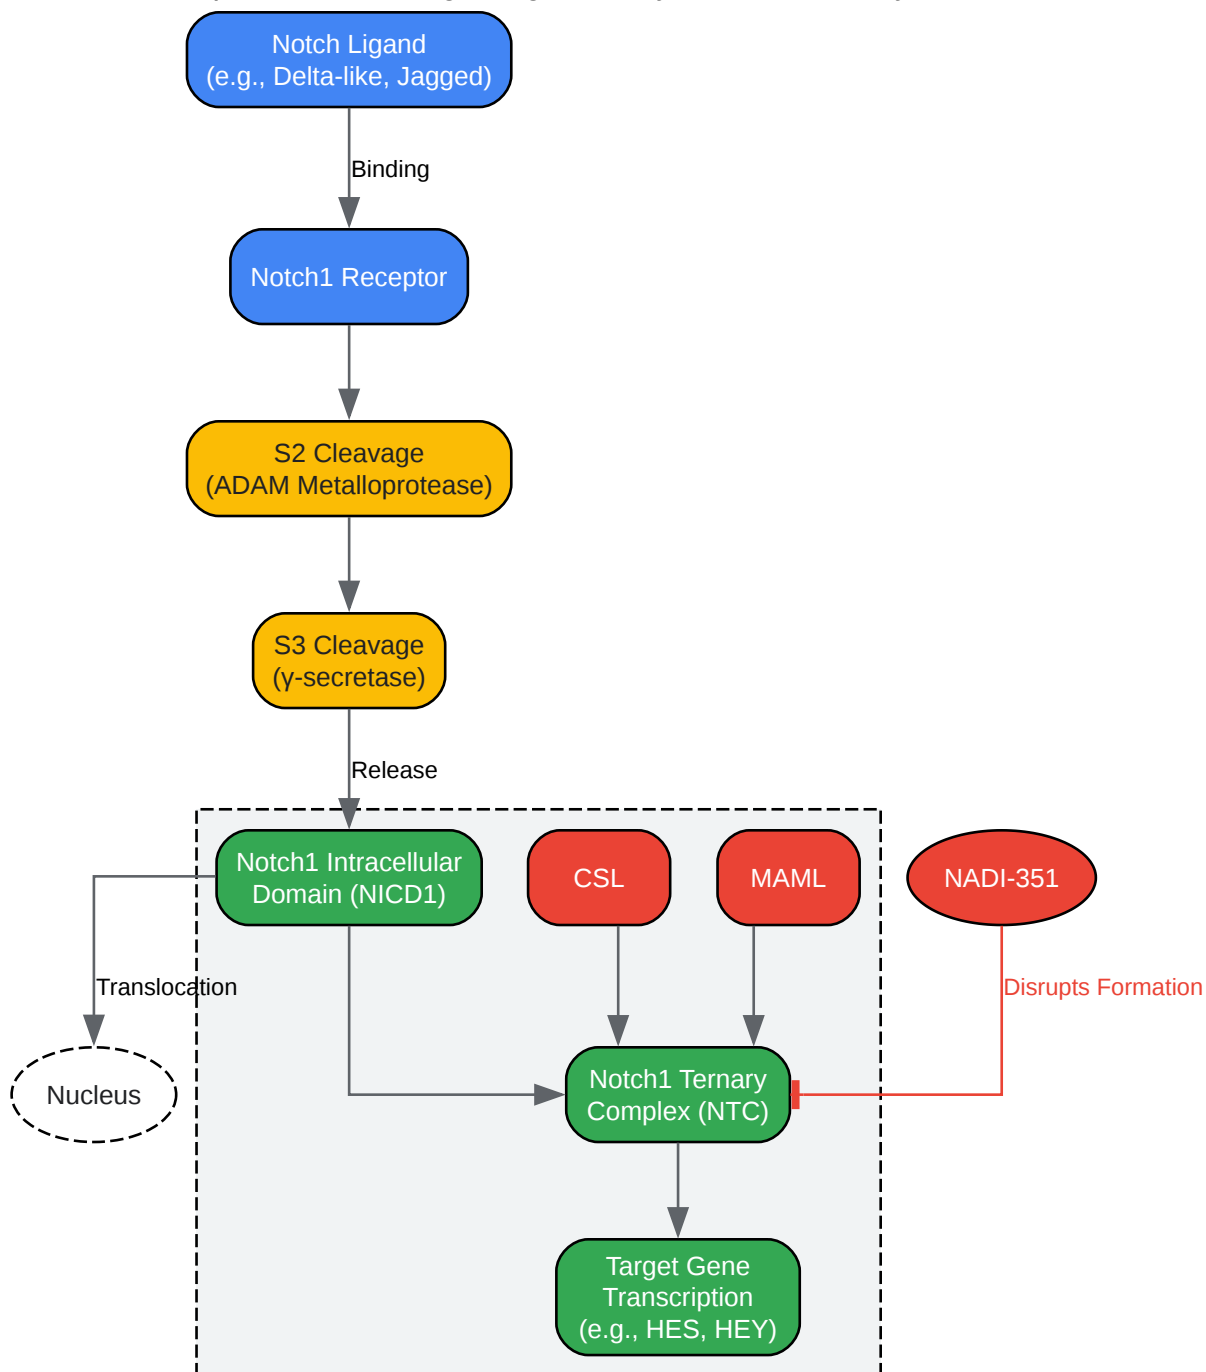 Notch Ligand
(e.g., Delta-like, Jagged)
Binding
Notch1 Receptor
S2 Cleavage
(ADAM Metalloprotease)
S3 Cleavage
(γ-secretase)
Release
Notch1 Intracellular
Domain (NICD1)
CSL
MAML
NADI-351
Translocation
Disrupts Formation
Nucleus
Notch1 Ternary
Complex (NTC)
Target Gene
Transcription
(e.g., HES, HEY)